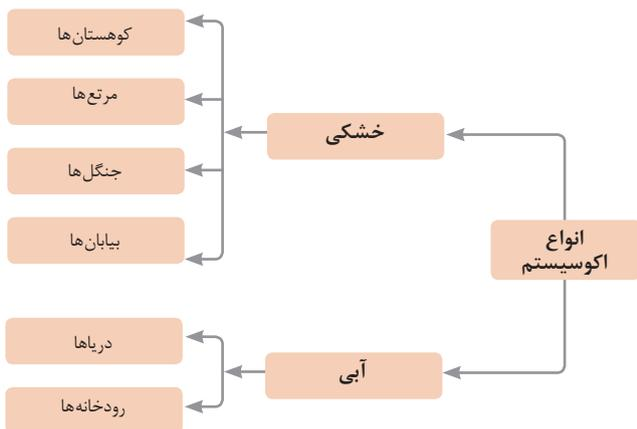 انواع
اکوسیستم
خشکی
کوهستان‌ها
مرتع‌ها
جنگل‌ها
بیابان‌ها
آبی
دریاها
رودخانه‌ها